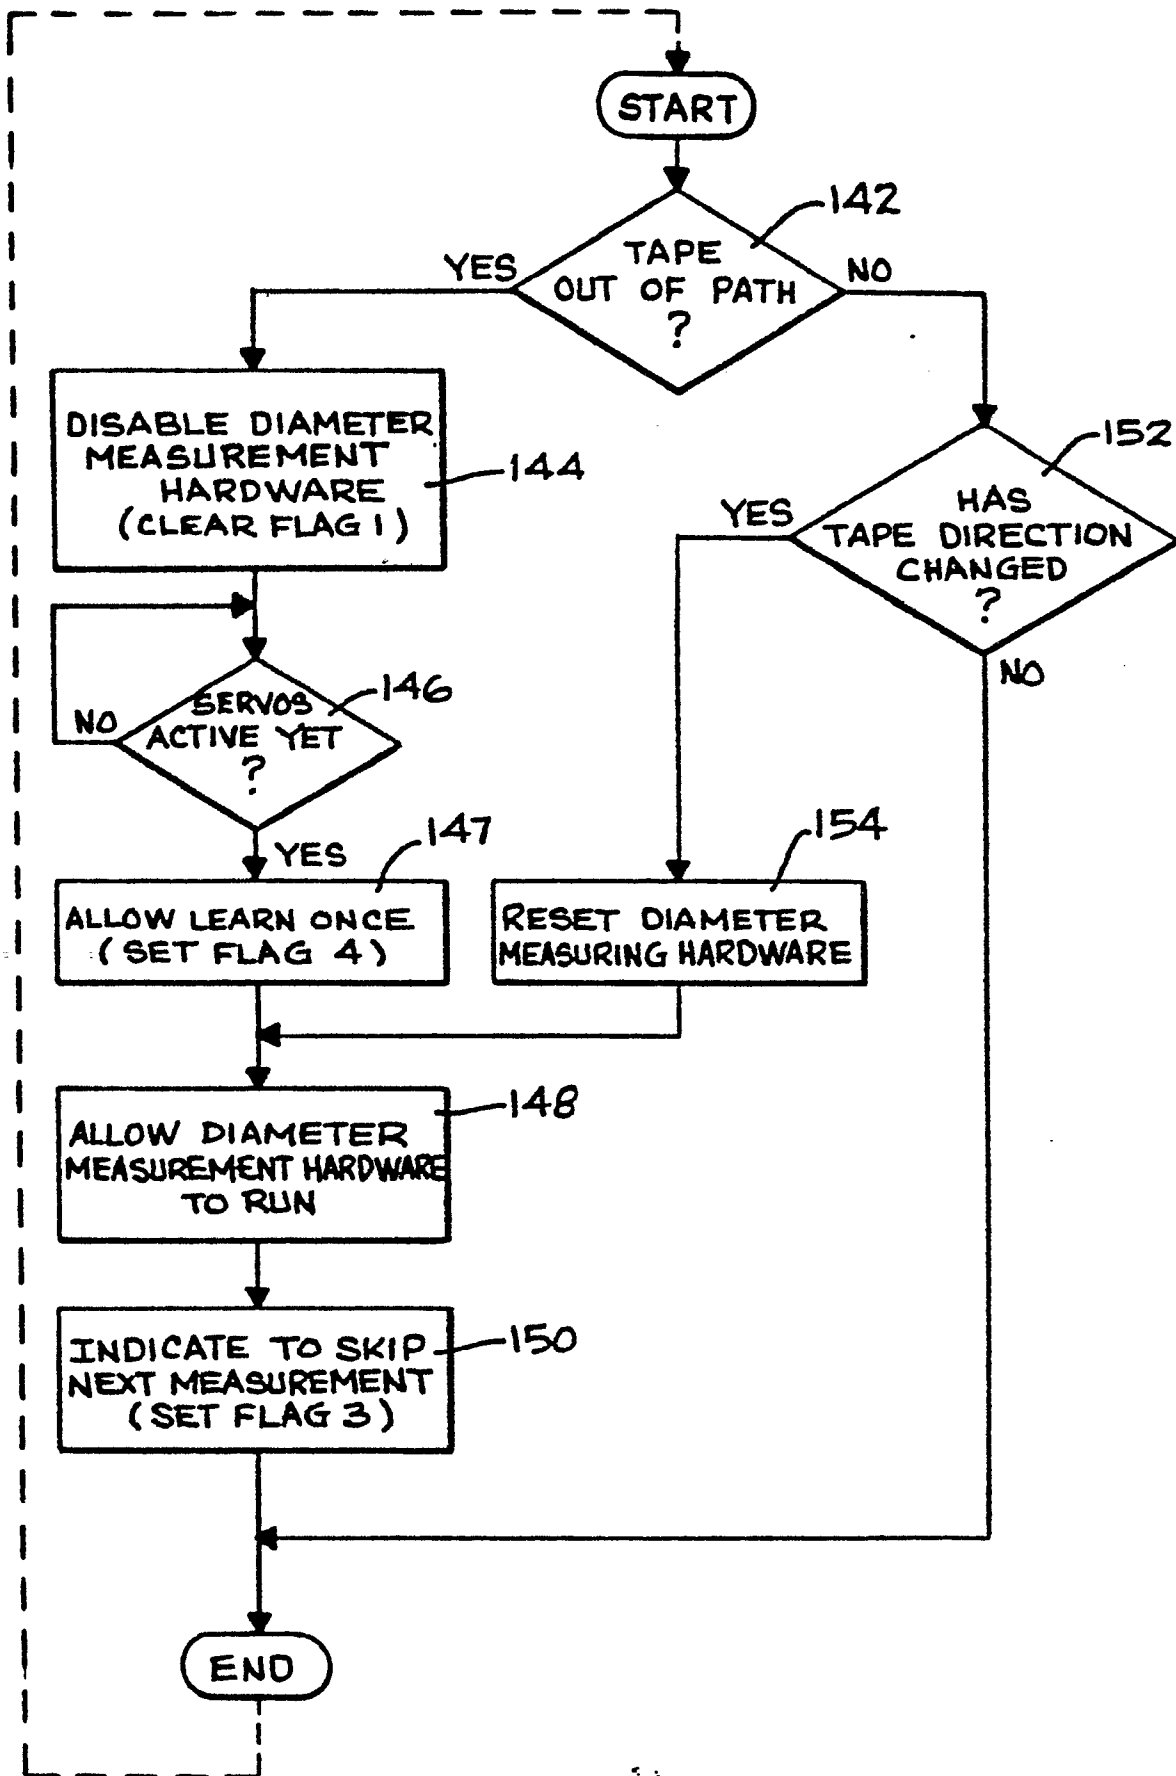 START
142
TAPE
OUT OF PATH
?
YES
NO
DISABLE DIAMETER
MEASUREMENT
HARDWARE
(CLEAR FLAG 1)
144
152
HAS
TAPE DIRECTION
CHANGED
?
YES
NO
146
SERVOS
ACTIVE YET
?
NO
YES
147
ALLOW LEARN ONCE
(SET FLAG 4)
154
RESET DIAMETER
MEASURING HARDWARE
148
ALLOW DIAMETER
MEASUREMENT HARDWARE
TO RUN
150
INDICATE TO SKIP
NEXT MEASUREMENT
(SET FLAG 3)
END